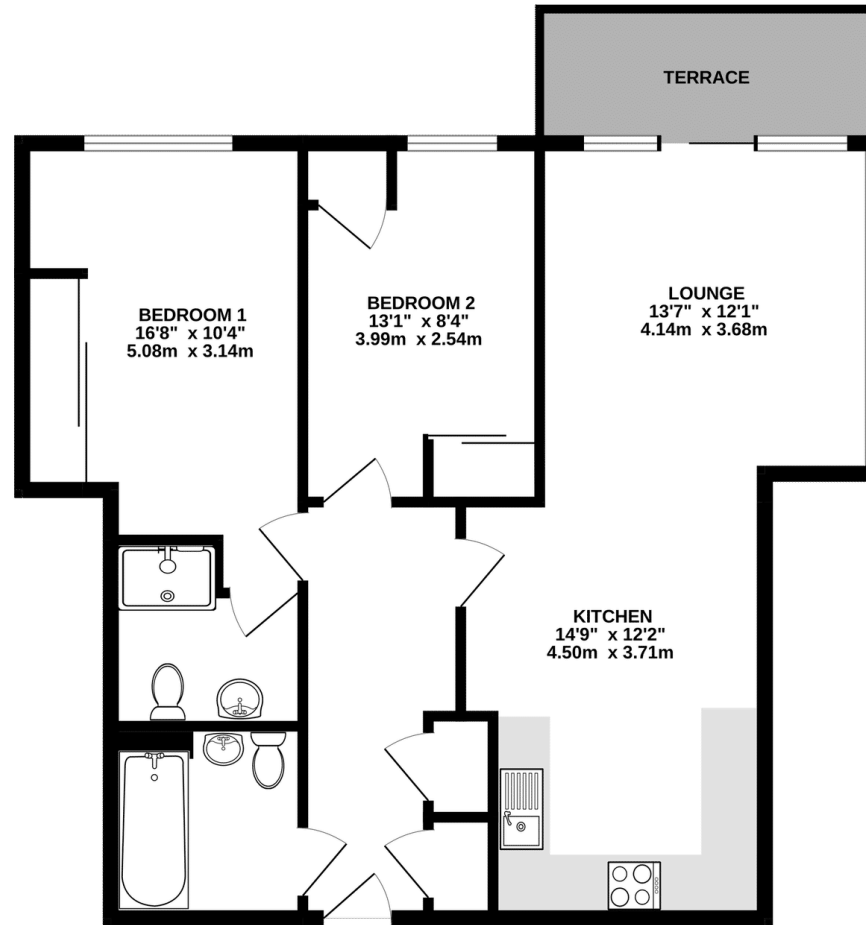 TERRACE
BEDROOM 1
16'8" x 10'4"
5.08m x 3.14m
BEDROOM 2
13'1" x 8'4"
3.99m x 2.54m
LOUNGE
13'7" x 12'1"
4.14m x 3.68m
KITCHEN
14'9" x 12'2"
4.50m x 3.71m